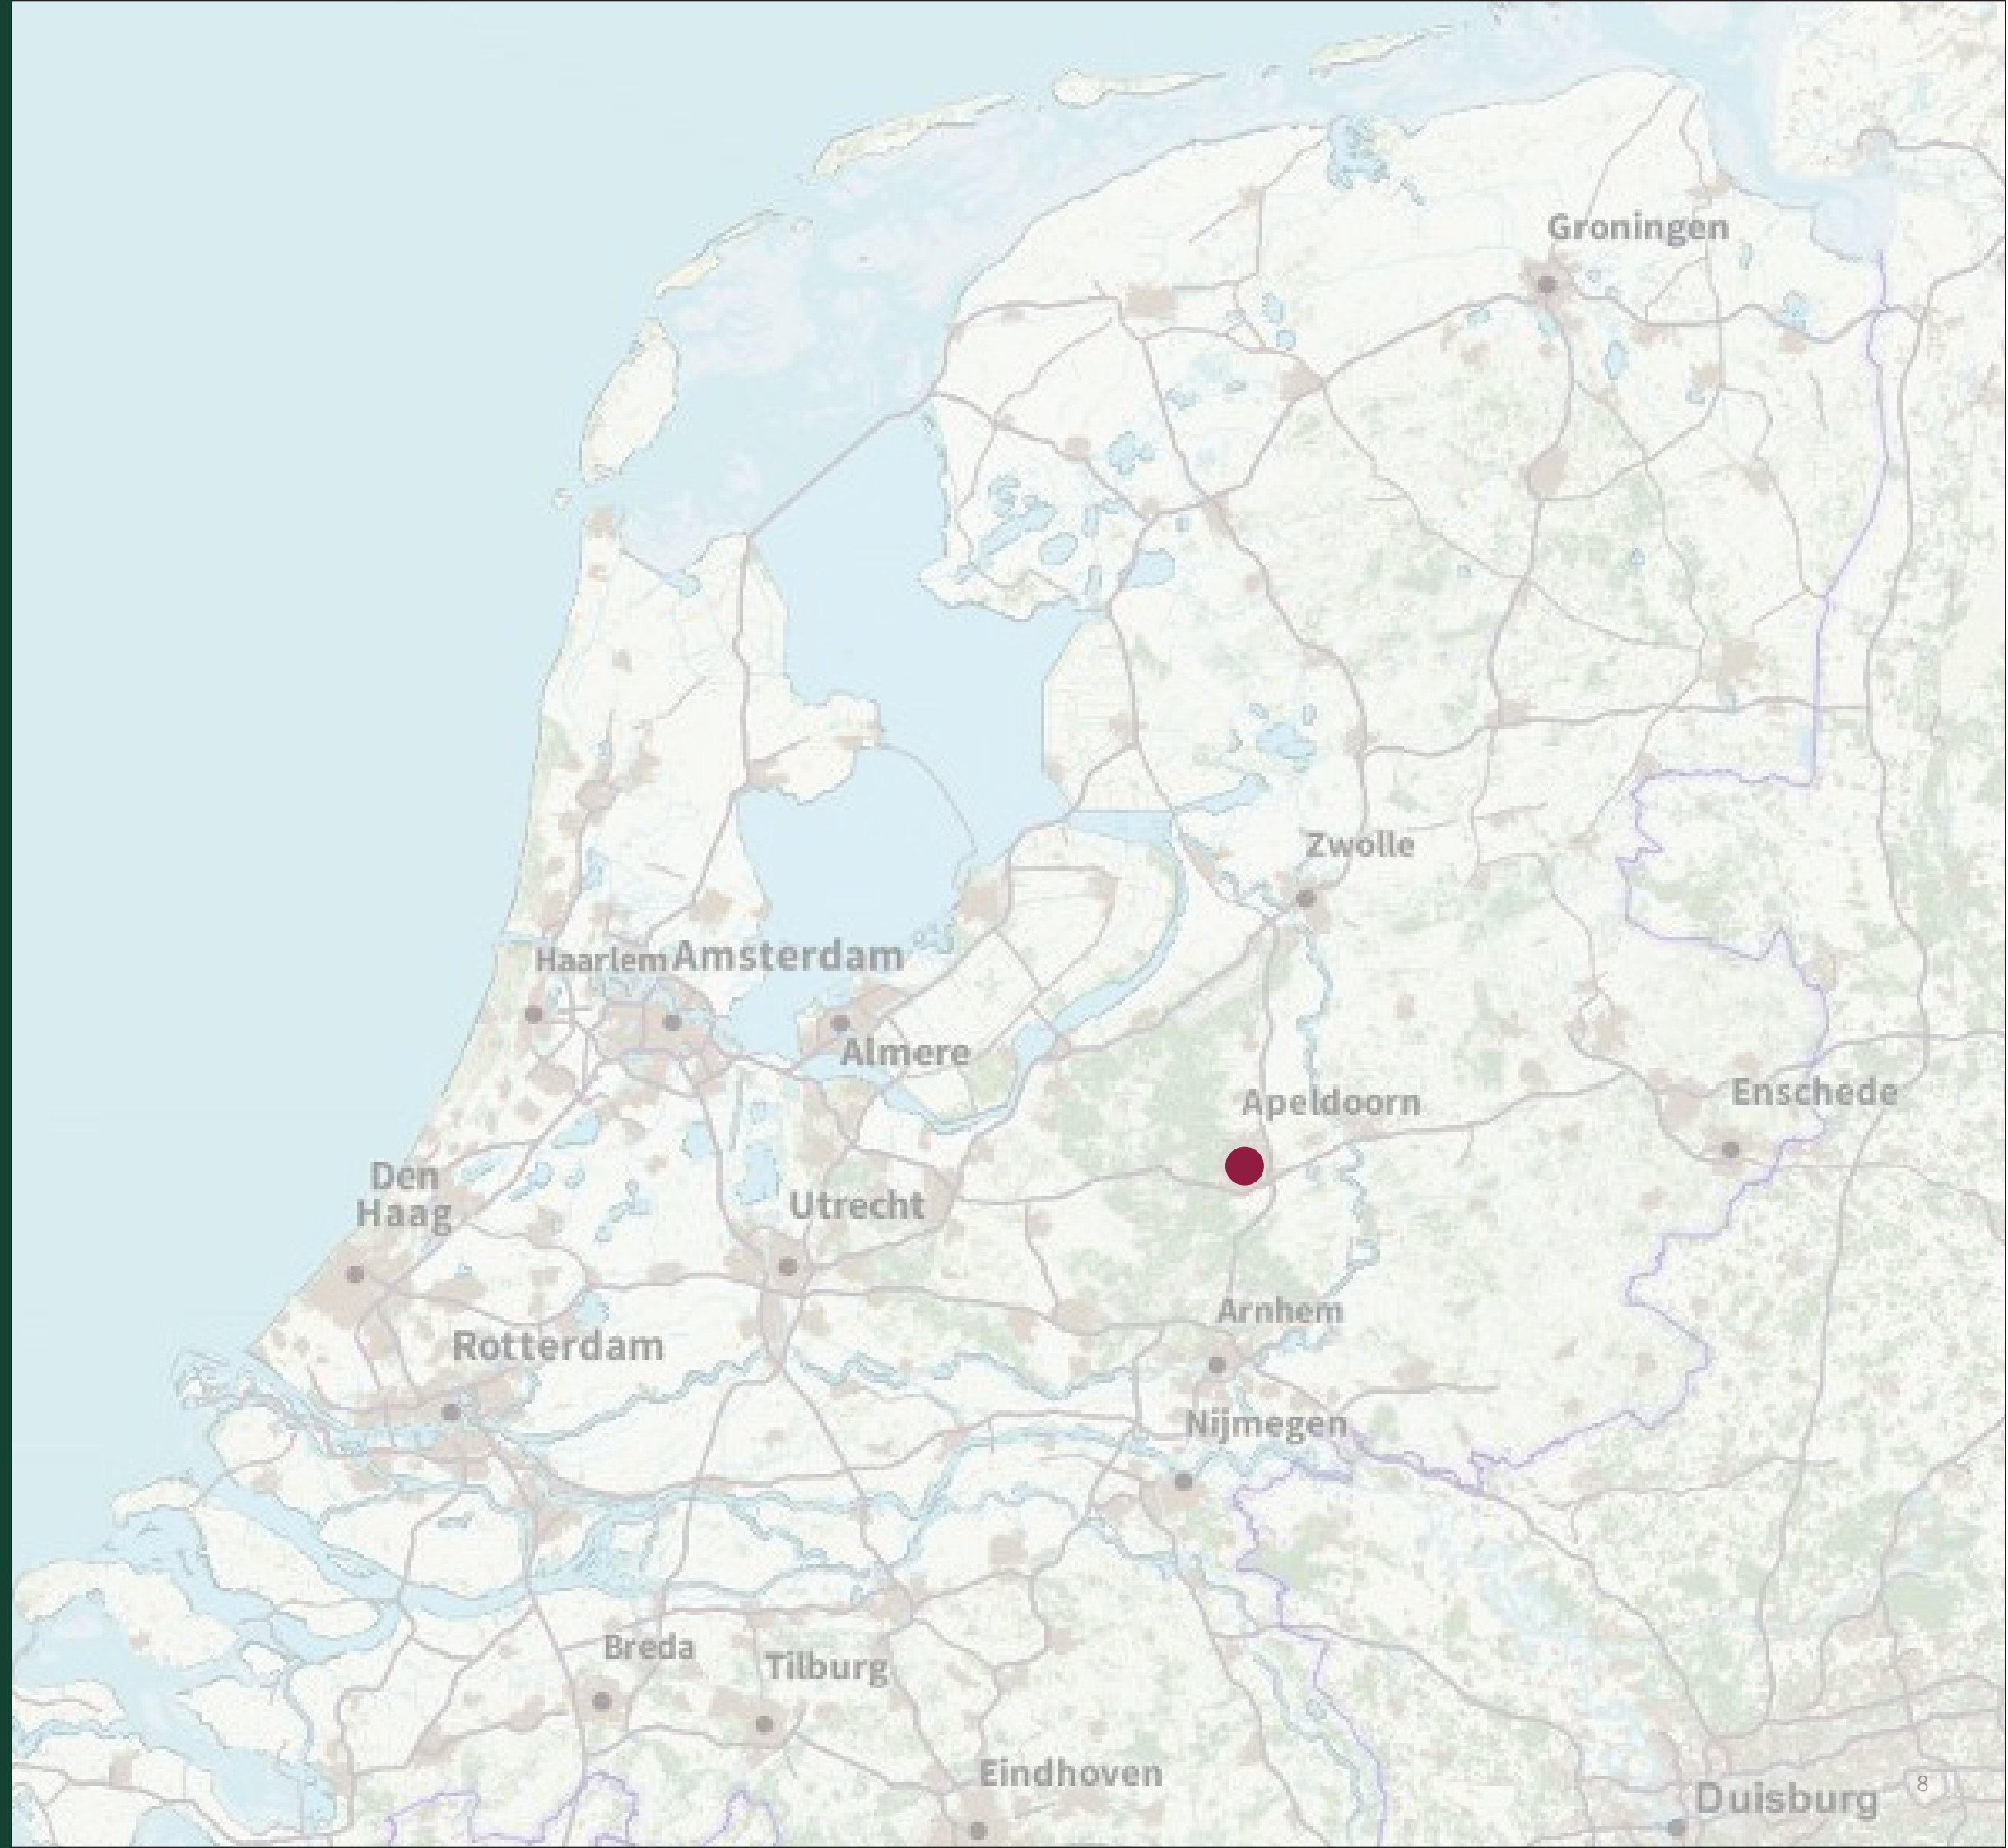 Groningen
Zwolle
Haarlem Amsterdam
Almere
Apeldoorn
Enschede
Den
Haag
Utrecht
Arnhem
Rotterdam
Nijmegen
Breda
Tilburg
Eindhoven
Duisburg
8